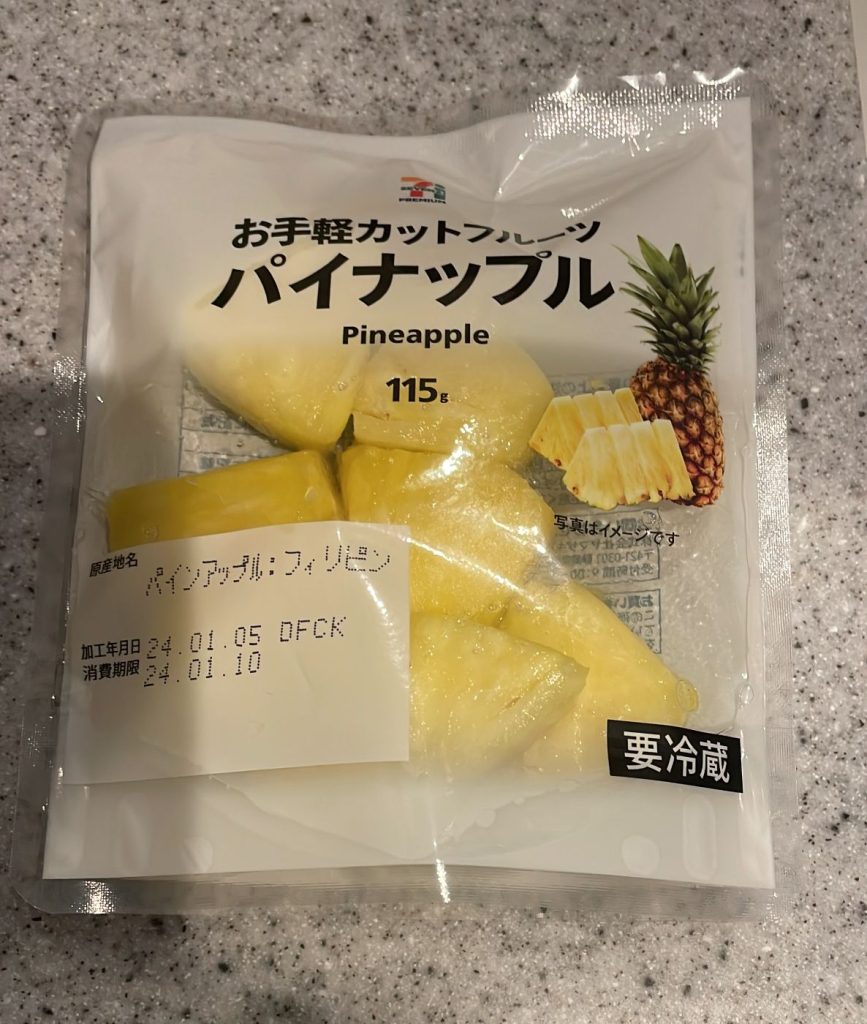 SEVEN
PREMIUM
お手軽カットフルーツ
パイナップル
Pineapple
115g
写真はイメージです
原産地名 パインアップル:フィリピン
加工年月日 24.01.05 DFCK
消費期限 24.01.10
要冷蔵